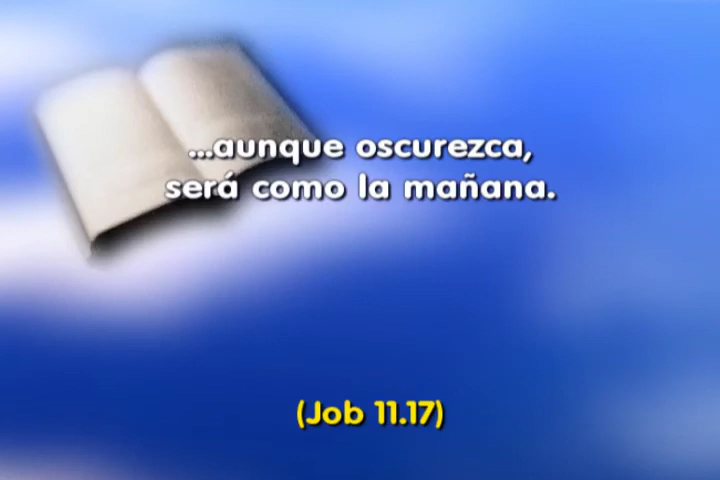 ...aunque oscurezca,
será como la mañana.
(Job 11.17)